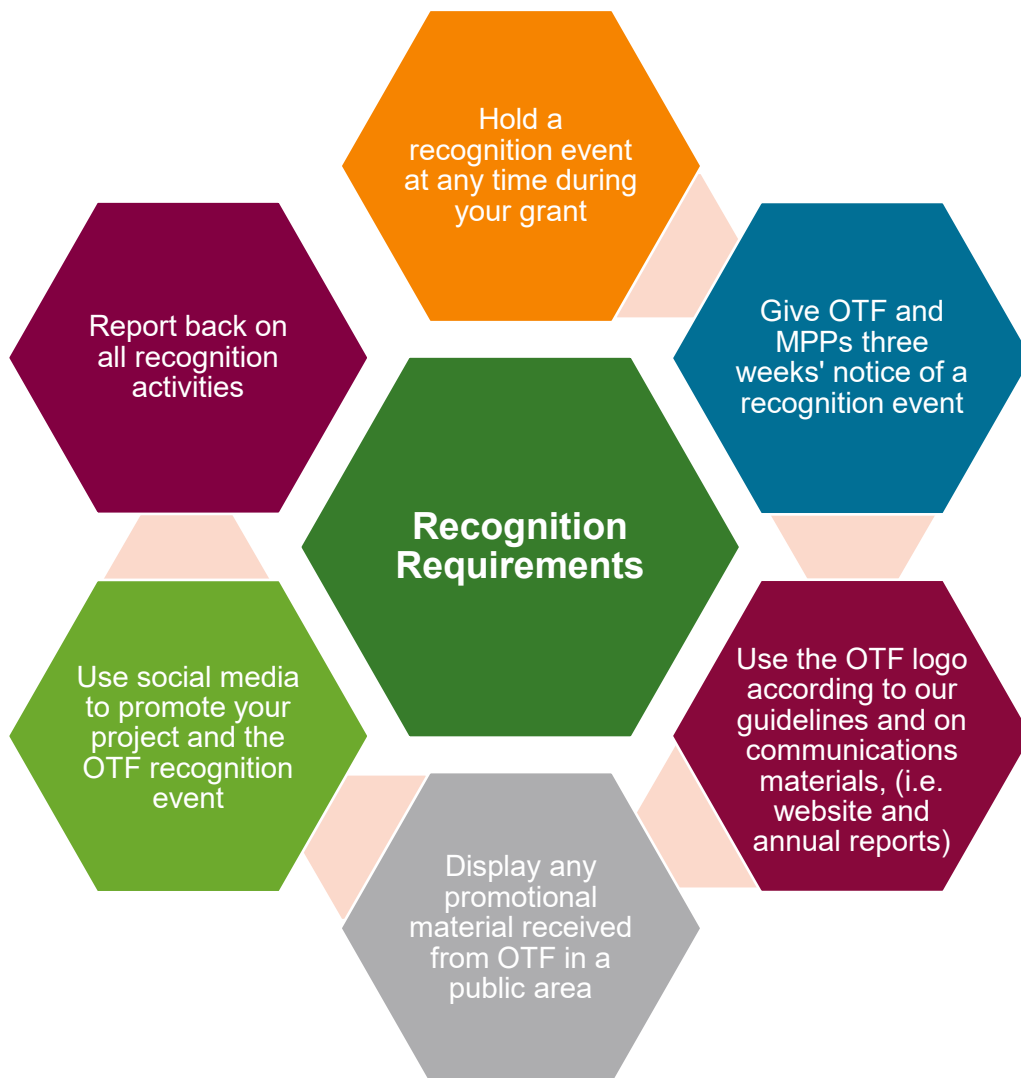 Hold a
recognition event
at any time during
your grant
Give OTF and
MPPs three
weeks' notice of a
recognition event
Use the OTF logo
according to our
guidelines and on
communications
materials, (i.e.
website and
annual reports)
Display any
promotional
material received
from OTF in a
public area
Use social media
to promote your
project and the
OTF recognition
event
Report back on
all recognition
activities
Recognition
Requirements